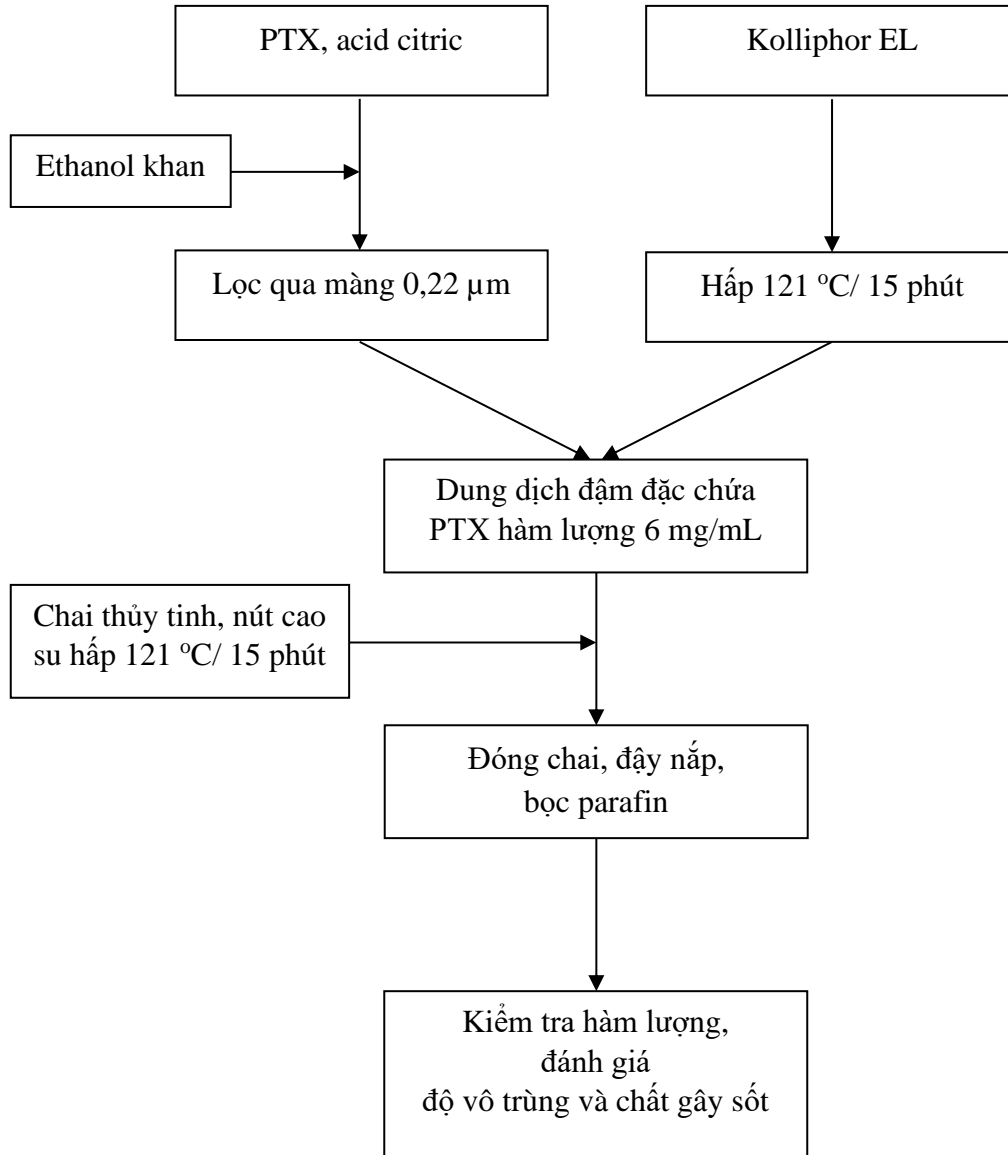 PTX, acid citric
Kolliphor EL
Ethanol khan
Lọc qua màng 0,22 µm
Hấp 121 ºC/ 15 phút
Dung dịch đậm đặc chứa
PTX hàm lượng 6 mg/mL
Chai thủy tinh, nút cao
su hấp 121 ºC/ 15 phút
Đóng chai, đậy nắp,
bọc parafin
Kiểm tra hàm lượng,
đánh giá
độ vô trùng và chất gây sốt